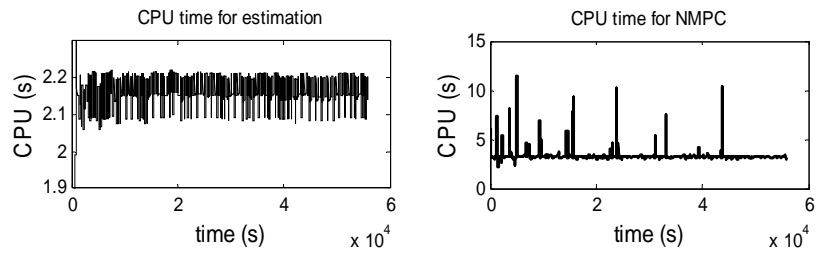 CPU time for estimation
CPU (s)
2.2
2.1
2
1.9
0
2
4
6
time (s)
x 10^4
CPU time for NMPC
CPU (s)
15
10
5
0
0
2
4
6
time (s)
x 10^4